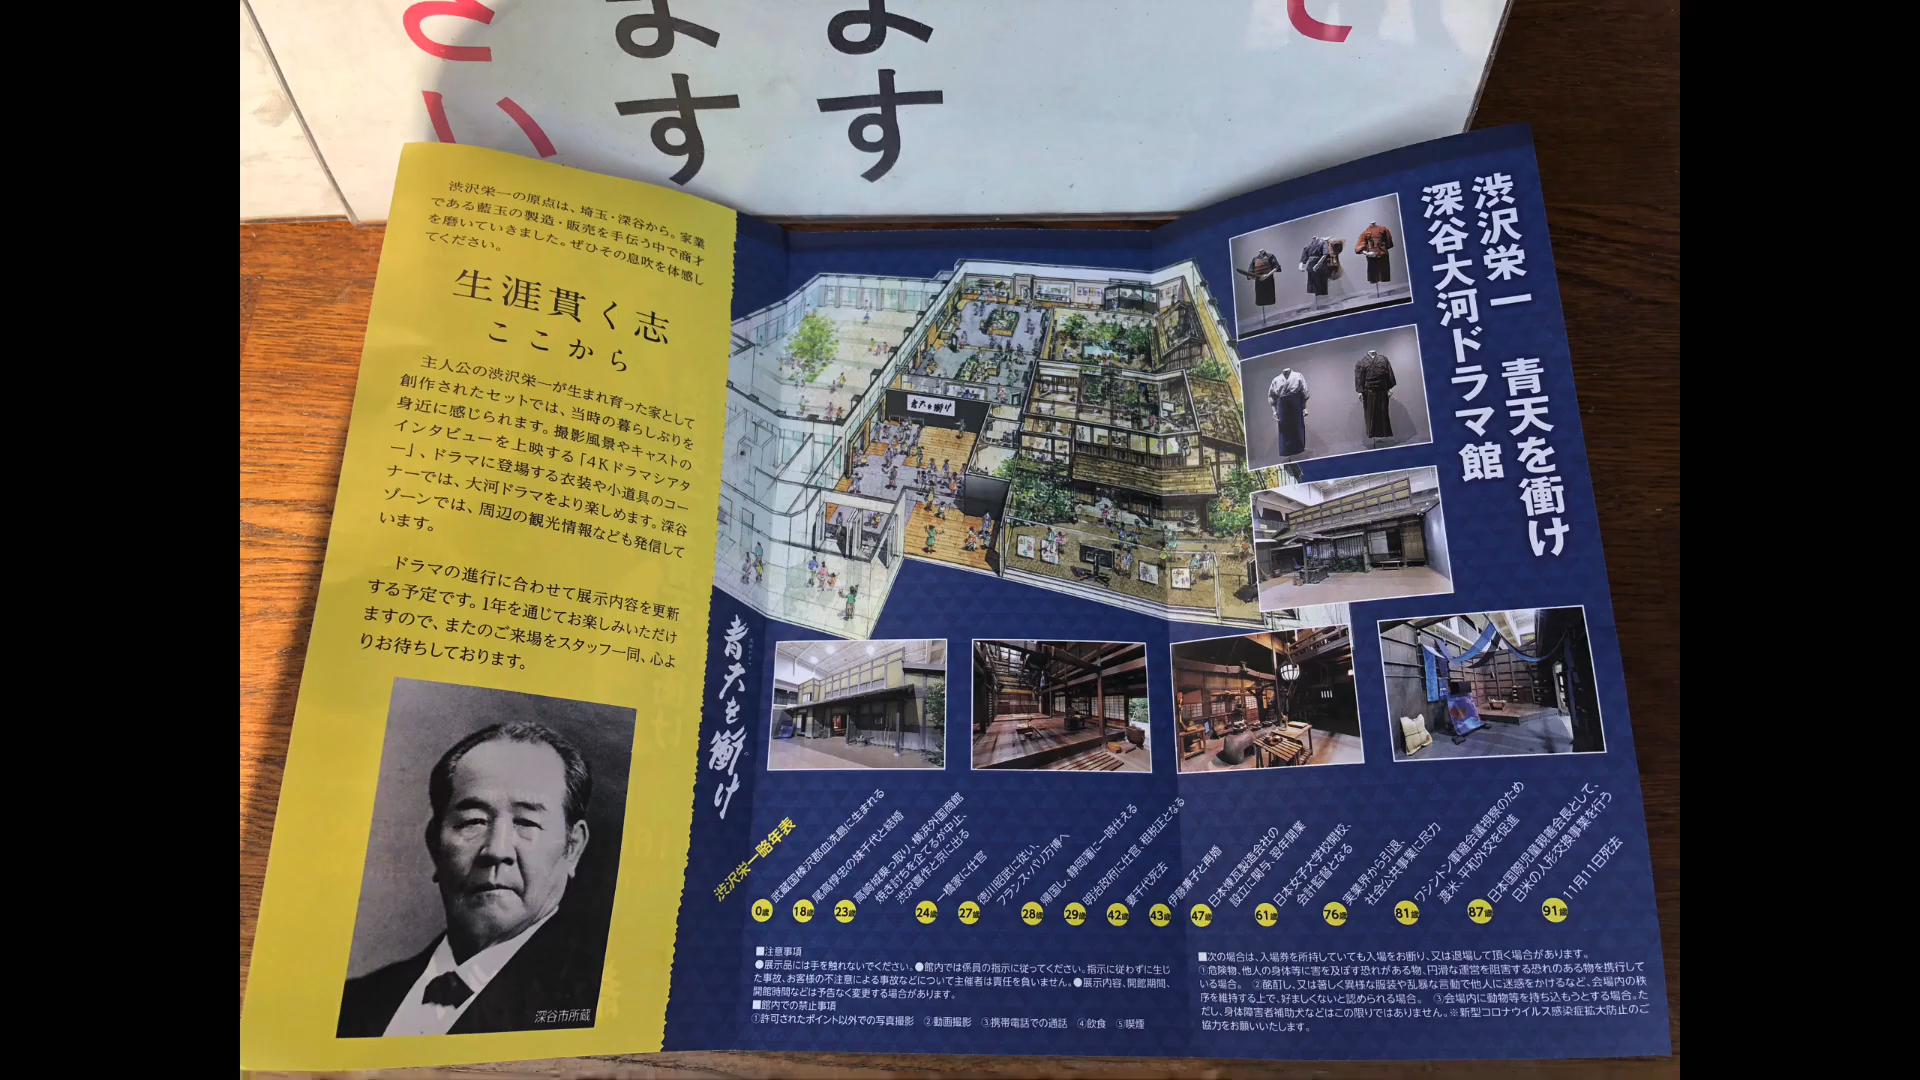 さい
ます
ます
て
渋沢栄一の原点は、埼玉・深谷から。家業
である藍玉の製造・販売を手伝う中で商才
を磨いていきました。ぜひその息吹を体感し
てください。
生涯貫く志
ここから
主人公の渋沢栄一が生まれ育った家として
創作されたセットでは、当時の暮らしぶりを
身近に感じられます。撮影風景やキャストの
インタビューを上映する「4Kドラマシアタ
ー」、ドラマに登場する衣装や小道具のコー
ナーでは、大河ドラマをより楽しめます。深谷
ゾーンでは、周辺の観光情報なども発信して
います。
ドラマの進行に合わせて展示内容を更新
する予定です。1年を通じてお楽しみいただけ
ますので、またのご来場をスタッフ一同、心よ
りお待ちしております。
深谷市所蔵
渋沢栄一 青天を衝け
深谷大河ドラマ館
青天を衝け
青天を衝け
渋沢栄一略年表
0歳 武蔵国榛沢郡血洗島に生まれる
18歳 尾高惇忠の妹千代と結婚
23歳 高崎城乗っ取り、横浜外国商館
焼き討ちを企てるが中止、
渋沢喜作と京に出る
24歳 一橋家に仕官
27歳 徳川昭武に従い、
フランス・パリ万博へ
28歳 帰国し、静岡藩に一時仕える
29歳 明治政府に仕官、租税正となる
42歳 妻千代死去
43歳 伊藤兼子と再婚
47歳 日本煉瓦製造会社の
設立に関与、翌年開業
61歳 日本女子大学校開校、
会計監督となる
76歳 実業界から引退、
社会公共事業に尽力
81歳 ワシントン軍縮会議視察のため
渡米、平和外交を促進
87歳 日本国際児童親善会長として、
日米の人形交換事業を行う
91歳 11月11日死去
■注意事項
●展示品には手を触れないでください。●館内では係員の指示に従ってください。指示に従わずに生じ
た事故、お客様の不注意による事故などについて主催者は責任を負いません。●展示内容、開館期間、
開館時間などは予告なく変更する場合があります。
■館内での禁止事項
①許可されたポイント以外での写真撮影 ②動画撮影 ③携帯電話での通話 ④飲食 ⑤喫煙
■次の場合は、入場券を所持していても入場をお断り、又は退場して頂く場合があります。
①危険物、他人の身体等に害を及ぼす恐れがある物、円滑な運営を阻害する恐れのある物を携行して
いる場合。 ②酩酊し、又は著しく異様な服装や乱暴な言動で他人に迷惑をかけるなど、会場内の秩
序を維持する上で、好ましくないと認められる場合。 ③会場内に動物等を持ち込もうとする場合。た
だし、身体障害者補助犬などはこの限りではありません。※新型コロナウイルス感染症拡大防止のご
協力をお願いいたします。